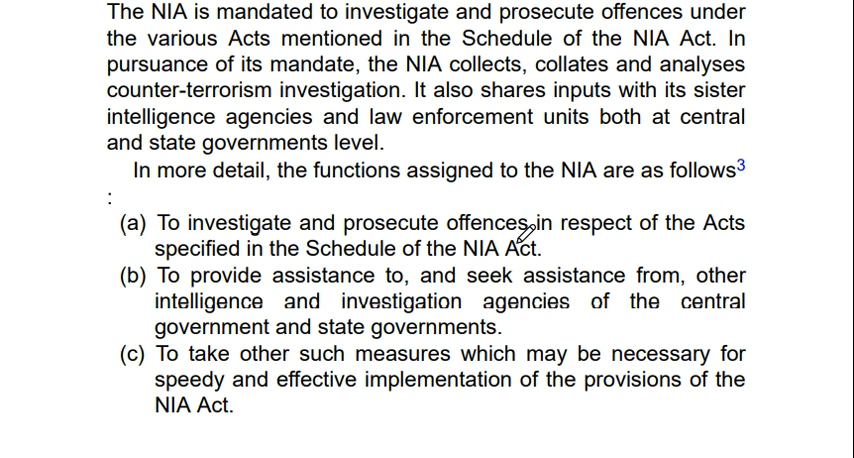 The NIA is mandated to investigate and prosecute offences under
the various Acts mentioned in the Schedule of the NIA Act. In
pursuance of its mandate, the NIA collects, collates and analyses
counter-terrorism investigation. It also shares inputs with its sister
intelligence agencies and law enforcement units both at central
and state governments level.
In more detail, the functions assigned to the NIA are as follows3
:
(a) To investigate and prosecute offences in respect of the Acts
specified in the Schedule of the NIA Act.
(b) To provide assistance to, and seek assistance from, other
intelligence and investigation agencies of the central
government and state governments.
(c) To take other such measures which may be necessary for
speedy and effective implementation of the provisions of the
NIA Act.